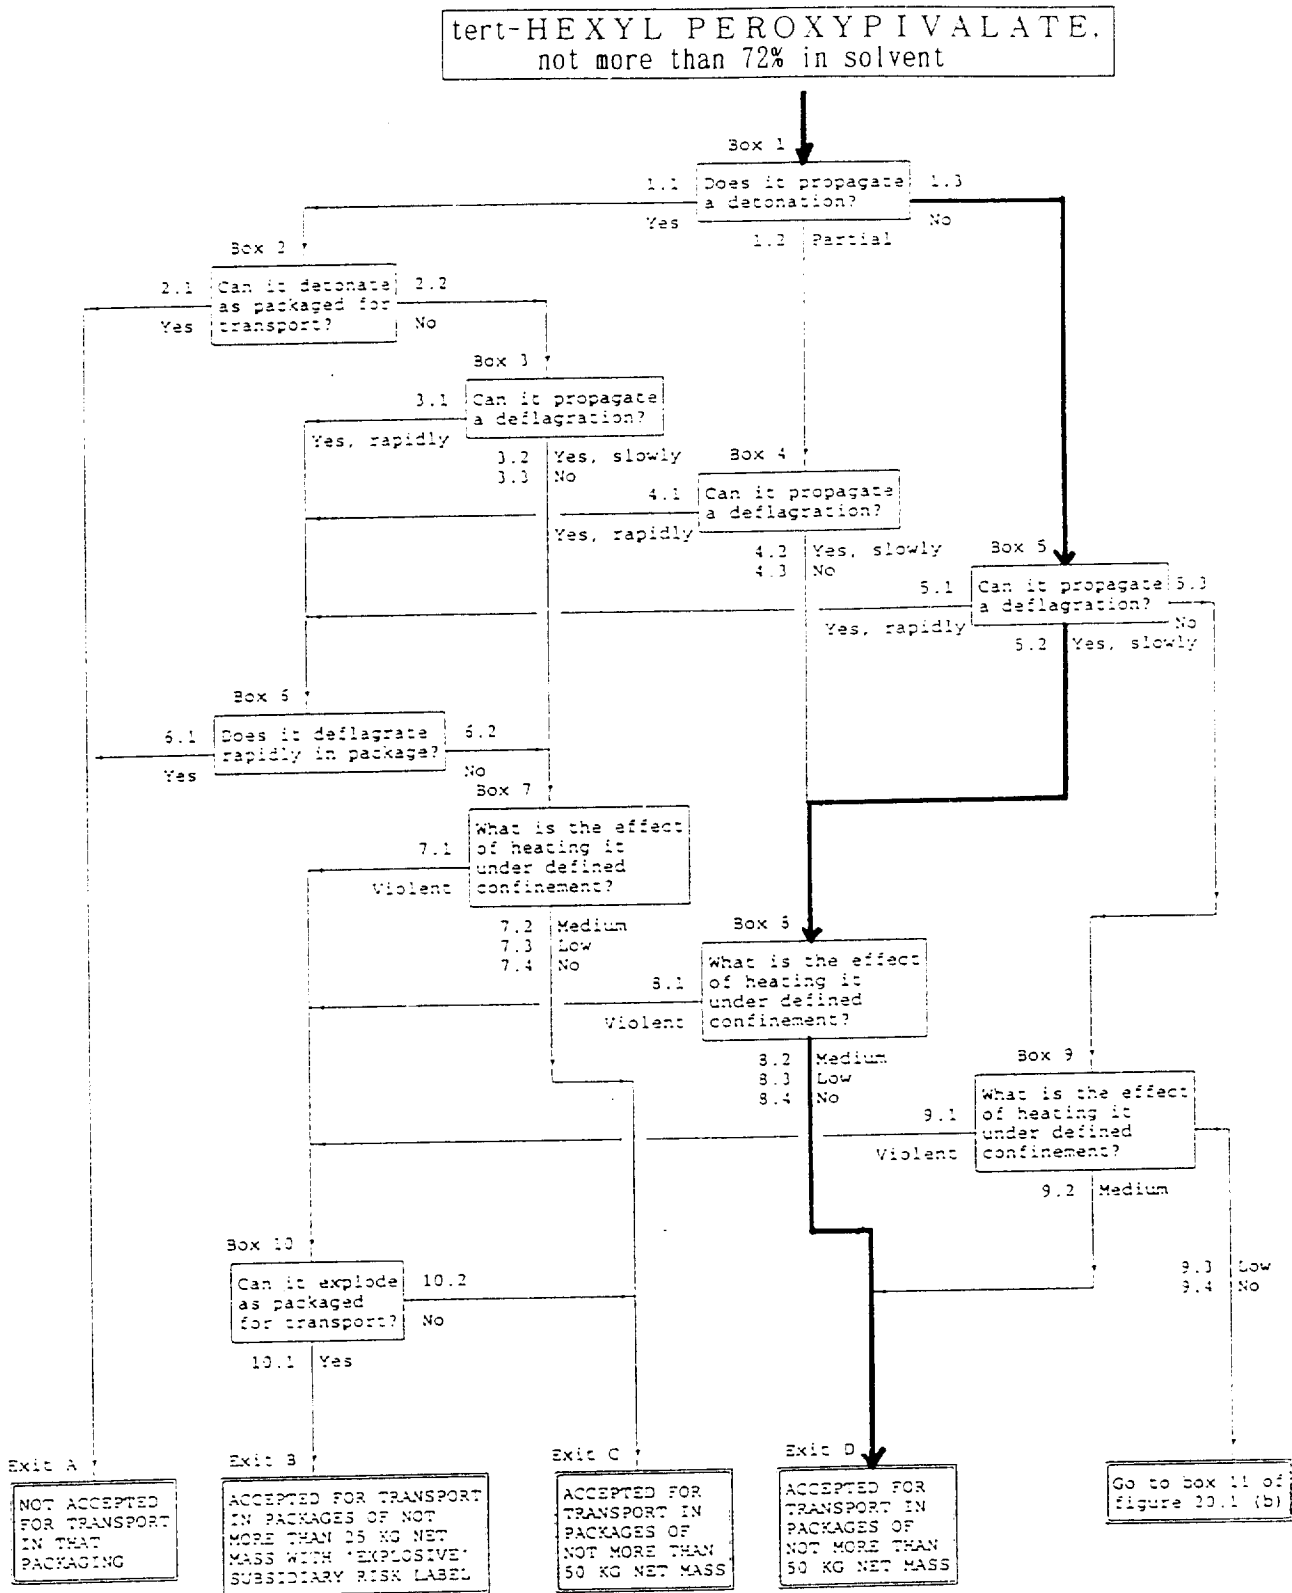 tert-HEXYL PEROXYPIVALATE,
not more than 72% in solvent
Box 1
1.1
Does it propagate
a detonation?
1.3
Yes
No
1.2 Partial
Box 2
2.1
Can it detonate
as packaged for
transport?
2.2
Yes
No
Box 3
3.1
Can it propagate
a deflagration?
Yes, rapidly
3.2 Yes, slowly
3.3 No
Box 4
4.1
Can it propagate
a deflagration?
Yes, rapidly
4.2 Yes, slowly
4.3 No
Box 5
5.1
Can it propagate
a deflagration?
5.3
Yes, rapidly
No
5.2 Yes, slowly
Box 6
6.1
Does it deflagrate
rapidly in package?
6.2
Yes
No
Box 7
7.1
What is the effect
of heating it
under defined
confinement?
Violent
7.2 Medium
7.3 Low
7.4 No
Box 8
8.1
What is the effect
of heating it
under defined
confinement?
Violent
8.2 Medium
8.3 Low
8.4 No
Box 9
9.1
What is the effect
of heating it
under defined
confinement?
Violent
9.2 Medium
9.3 Low
9.4 No
Box 10
Can it explode
as packaged
for transport?
10.2
No
10.1 Yes
Exit A
NOT ACCEPTED
FOR TRANSPORT
IN THAT
PACKAGING
Exit B
ACCEPTED FOR TRANSPORT
IN PACKAGES OF NOT
MORE THAN 25 KG NET
MASS WITH 'EXPLOSIVE'
SUBSIDIARY RISK LABEL
Exit C
ACCEPTED FOR
TRANSPORT IN
PACKAGES OF
NOT MORE THAN
50 KG NET MASS
Exit D
ACCEPTED FOR
TRANSPORT IN
PACKAGES OF
NOT MORE THAN
50 KG NET MASS
Go to box 11 of
figure 20.1 (b)